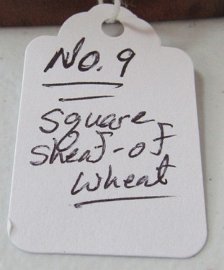 No. 9
Square
Sheaf-of
Wheat